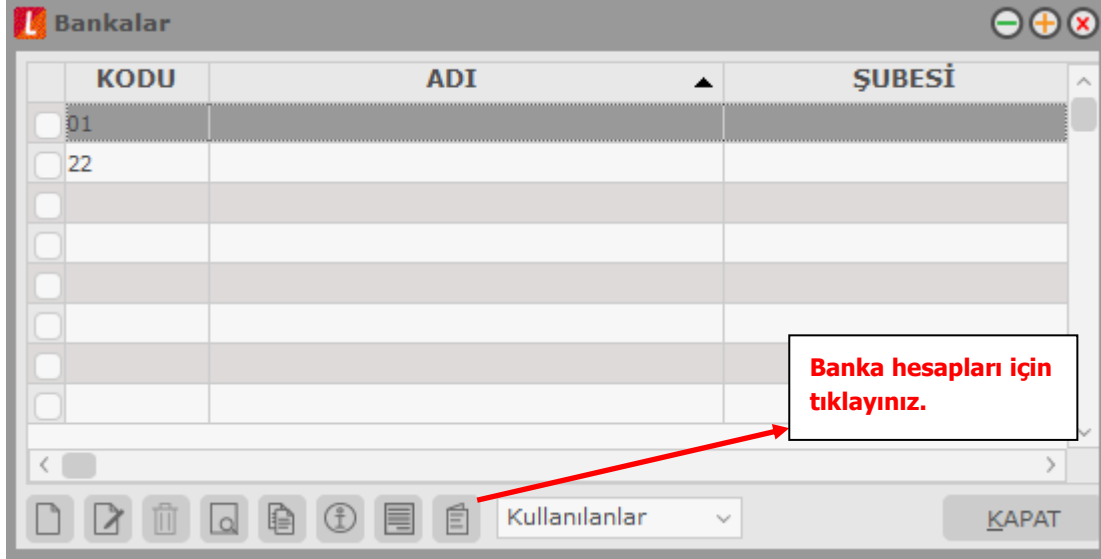 Bankalar
KODU ADI ŞUBESİ
01
22
Banka hesapları için
tıklayınız.
Kullanılanlar
KAPAT